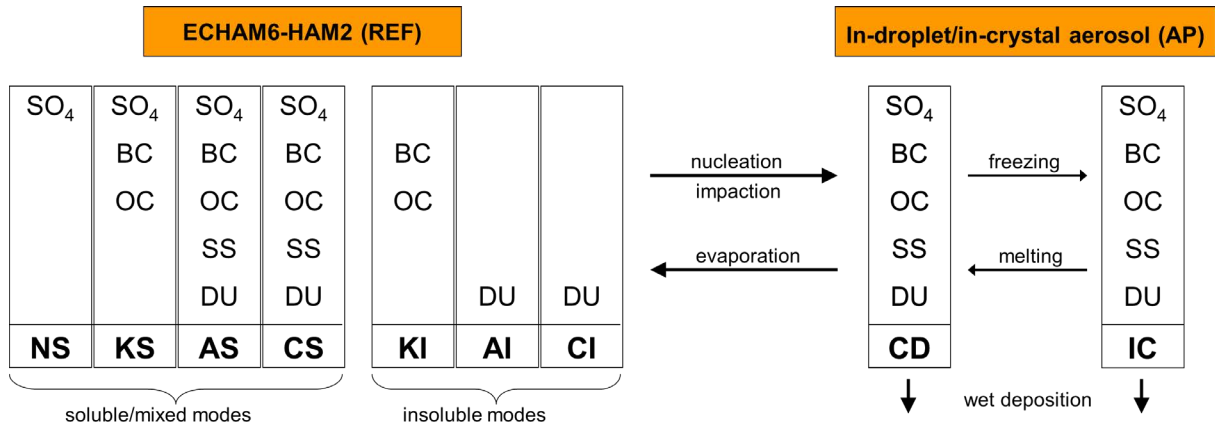 ECHAM6-HAM2 (REF)
In-droplet/in-crystal aerosol (AP)
SO4 SO4 SO4 SO4
BC BC BC
OC OC OC
SS SS
DU DU
NS KS AS CS
soluble/mixed modes
BC
OC
DU DU
KI AI CI
insoluble modes
nucleation
impaction
evaporation
SO4
BC
OC
SS
DU
CD
freezing
melting
SO4
BC
OC
SS
DU
IC
wet deposition